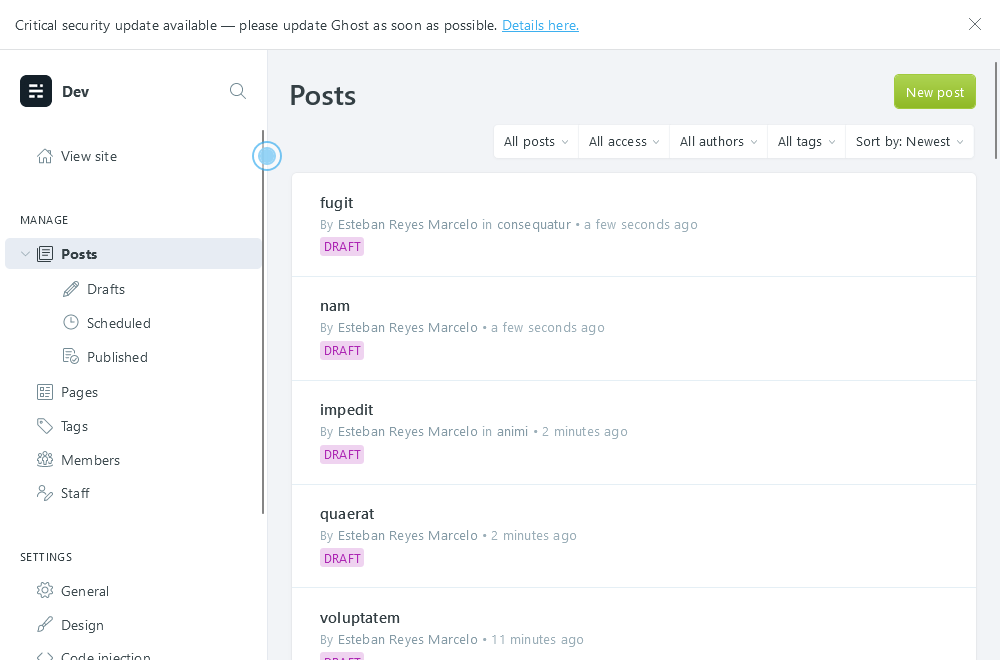 Critical security update available — please update Ghost as soon as possible. Details here.
Dev
View site
MANAGE
Posts
Drafts
Scheduled
Published
Pages
Tags
Members
Staff
SETTINGS
General
Design
Code injection
Posts
New post
All posts
All access
All authors
All tags
Sort by: Newest
fugit
By Esteban Reyes Marcelo in consequatur • a few seconds ago
DRAFT
nam
By Esteban Reyes Marcelo • a few seconds ago
DRAFT
impedit
By Esteban Reyes Marcelo in animi • 2 minutes ago
DRAFT
quaerat
By Esteban Reyes Marcelo • 2 minutes ago
DRAFT
voluptatem
By Esteban Reyes Marcelo • 11 minutes ago
DRAFT